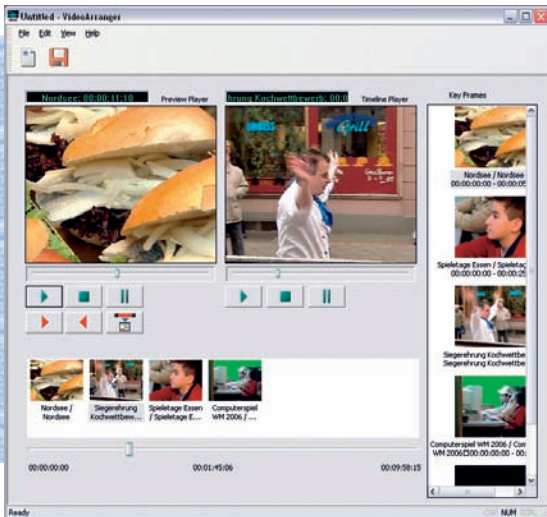 Untitled - VideoArranger
File Edit View Help
Nordsee: 00:00:11:10
Preview Player
hrung Kochwettbewerb: 00:0
Timeline Player
Key Frames
Grill
Nordsee / Nordsee
00:00:00:00 - 00:00:05
Spieletage Essen / Spieletag
00:00:00:00 - 00:00:25
Siegerehrung Kochwettbe
Siegerehrung Kochwettbe
Computerspiel WM 2006 / Com
WM 2006 00:00:00:00 - 00:
Nordsee /
Nordsee
Siegerehrung
Kochwettbew...
Spieletage Essen
/ Spieletage E...
Computerspiel
WM 2006 / ...
00:00:00:00
00:01:45:06
00:09:58:15
Ready
CAP NUM SCRL